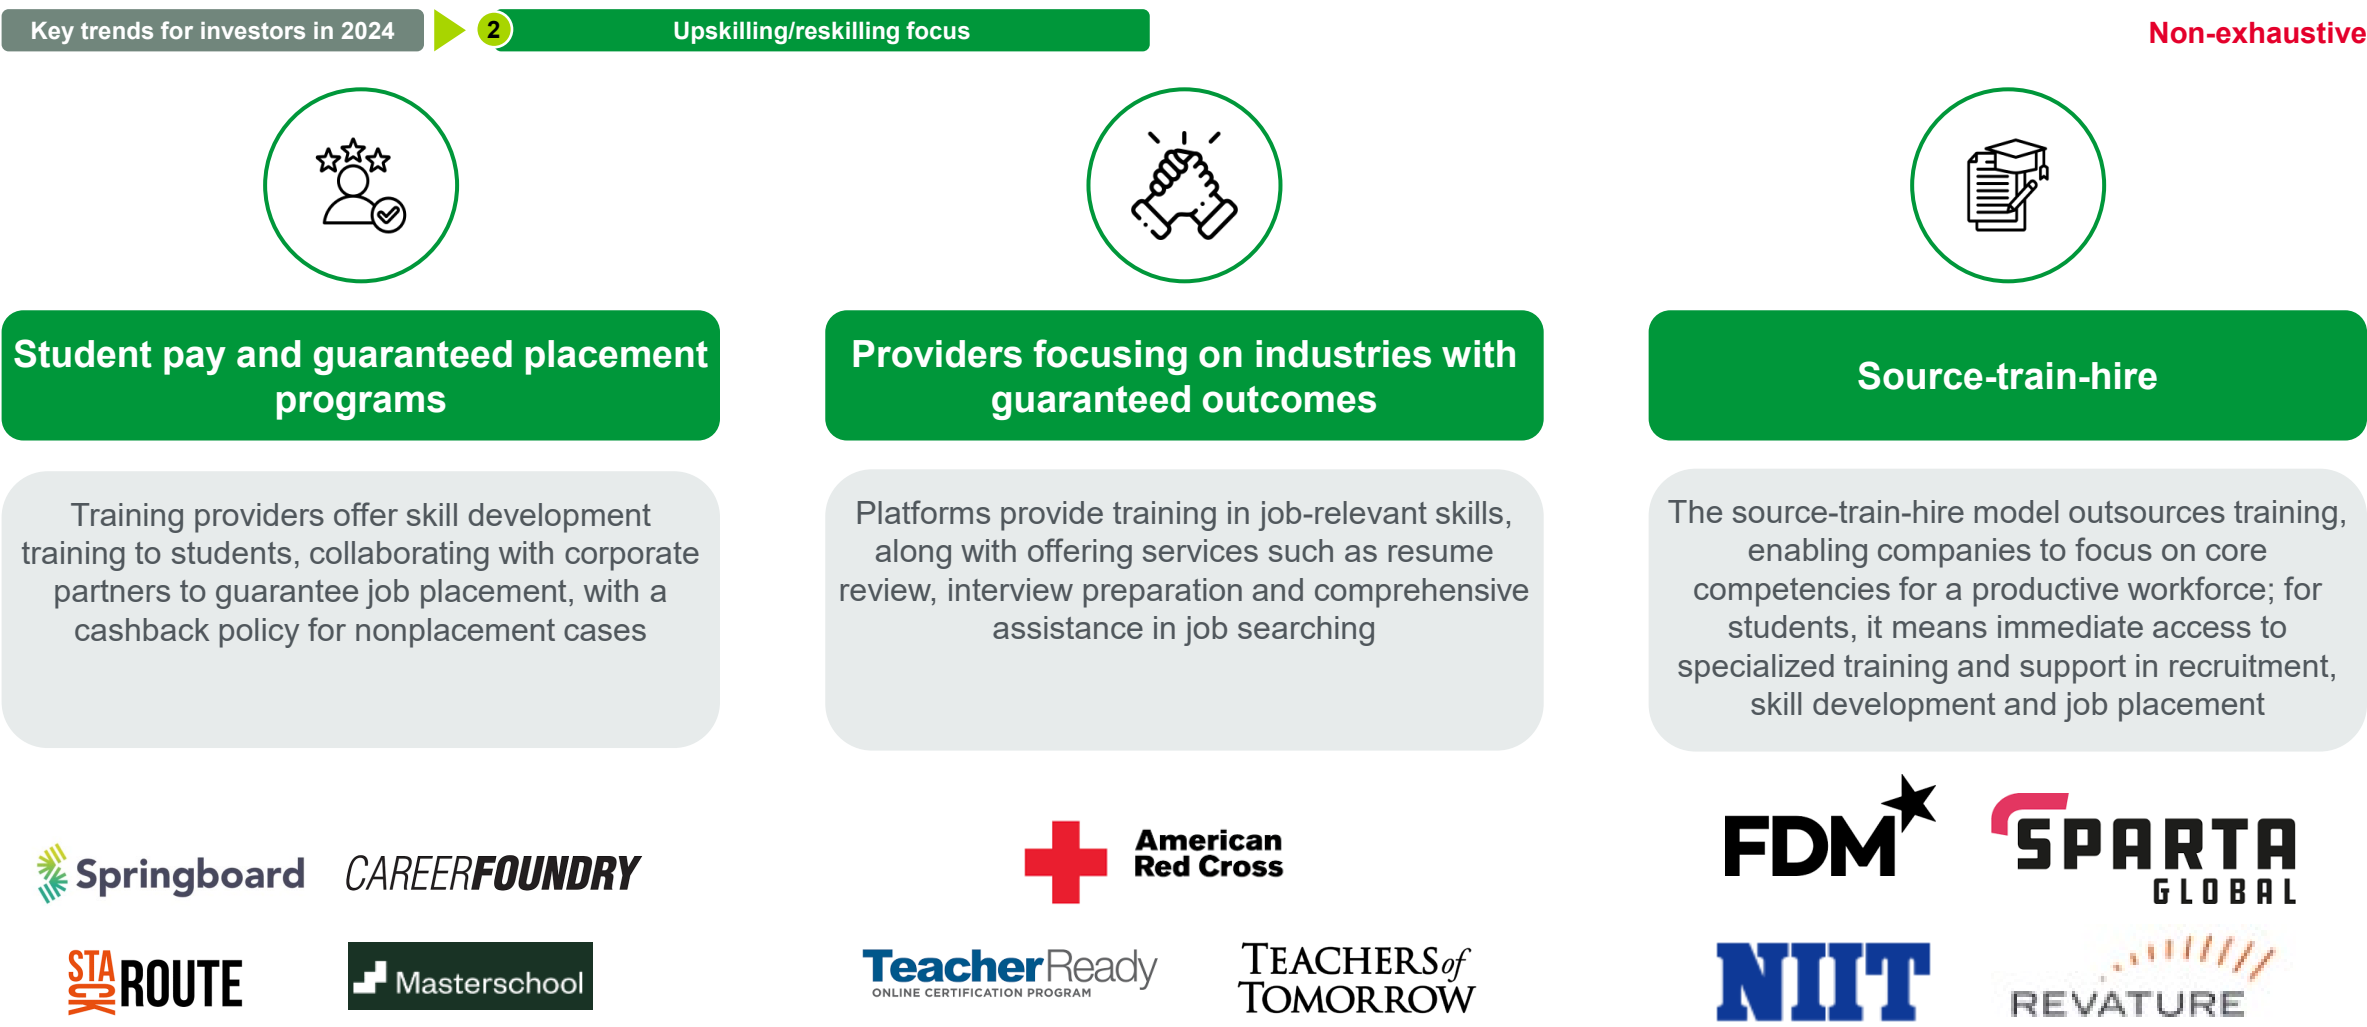 Key trends for investors in 2024
2
Upskilling/reskilling focus
Non-exhaustive
Student pay and guaranteed placement
programs
Training providers offer skill development
training to students, collaborating with corporate
partners to guarantee job placement, with a
cashback policy for nonplacement cases
Springboard
CAREERFOUNDRY
STACKROUTE
Masterschool
Providers focusing on industries with
guaranteed outcomes
Platforms provide training in job-relevant skills,
along with offering services such as resume
review, interview preparation and comprehensive
assistance in job searching
American
Red Cross
TeacherReady
ONLINE CERTIFICATION PROGRAM
TEACHERS of
TOMORROW
Source-train-hire
The source-train-hire model outsources training,
enabling companies to focus on core
competencies for a productive workforce; for
students, it means immediate access to
specialized training and support in recruitment,
skill development and job placement
FDM
SPARTA
GLOBAL
NIIT
REVATURE